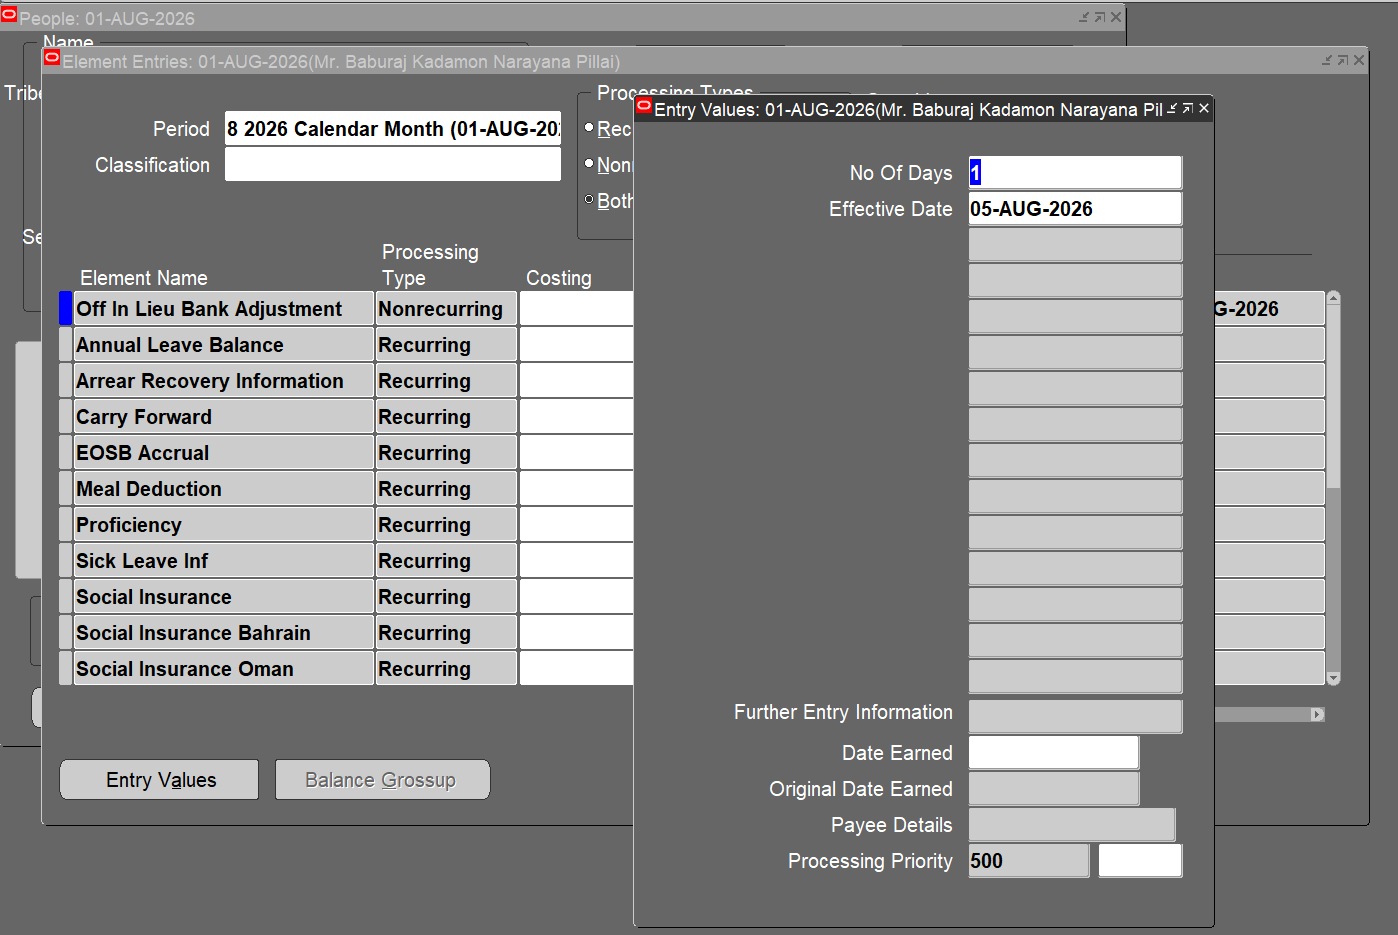 People: 01-AUG-2026
Name
Element Entries: 01-AUG-2026(Mr. Baburaj Kadamon Narayana Pillai)
Tribe
Processing Types
Entry Values: 01-AUG-2026(Mr. Baburaj Kadamon Narayana Pil
Period 8 2026 Calendar Month (01-AUG-20
Rec
Classification
Nonr
Both
Se
No Of Days 1
Effective Date 05-AUG-2026
Element Name Processing Type Costing
Off In Lieu Bank Adjustment Nonrecurring G-2026
Annual Leave Balance Recurring
Arrear Recovery Information Recurring
Carry Forward Recurring
EOSB Accrual Recurring
Meal Deduction Recurring
Proficiency Recurring
Sick Leave Inf Recurring
Social Insurance Recurring
Social Insurance Bahrain Recurring
Social Insurance Oman Recurring
Further Entry Information
Date Earned
Original Date Earned
Payee Details
Processing Priority 500
Entry Values Balance Grossup